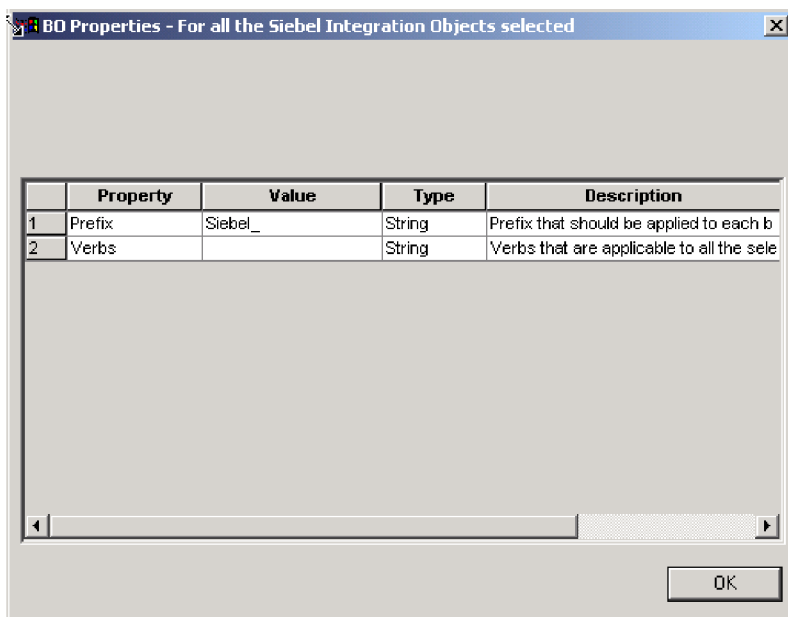 BO Properties - For all the Siebel Integration Objects selected
Property Value Type Description
1 Prefix Siebel_ String Prefix that should be applied to each b
2 Verbs String Verbs that are applicable to all the sele
OK